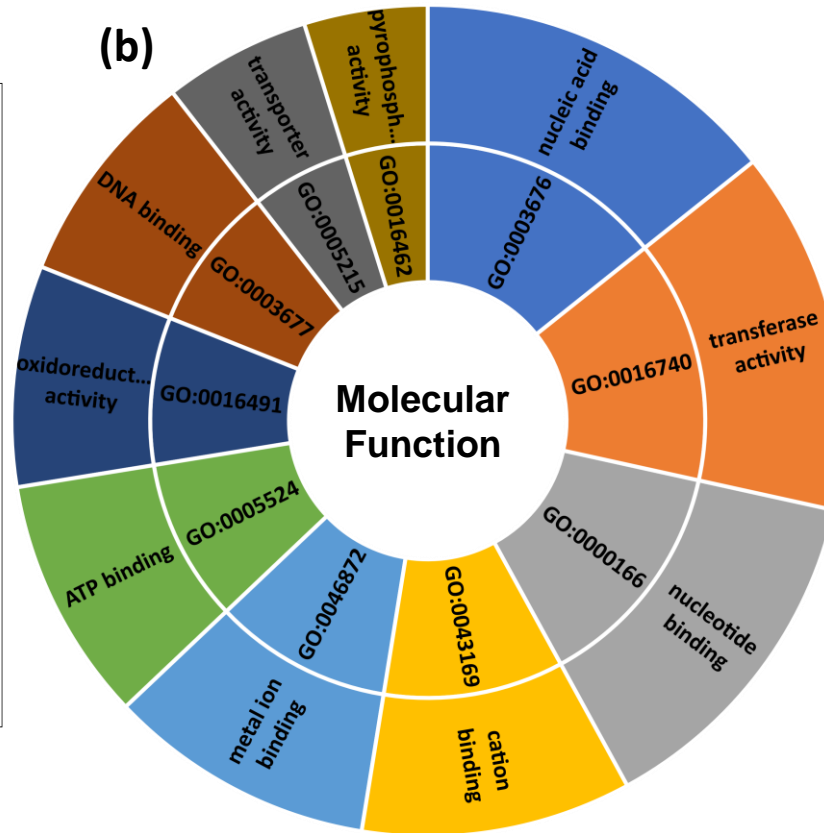 (b)
Molecular
Function
nucleic acid
binding
GO:0003676
transferase
activity
GO:0016740
nucleotide
binding
GO:0000166
cation
binding
GO:0043169
metal ion
binding
GO:0046872
ATP binding
GO:0005524
oxidoreduct...
activity
GO:0016491
DNA binding
GO:0003677
transporter
activity
GO:0005215
pyrophosph...
activity
GO:0016462